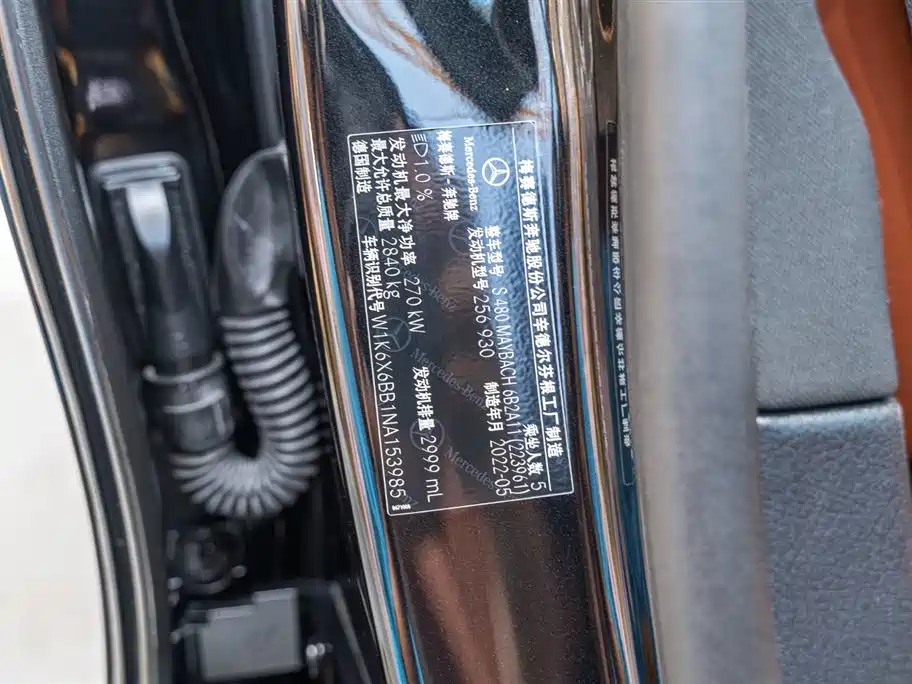 梅赛德斯奔驰股份公司辛德尔芬根工厂制造
Mercedes-Benz
梅赛德斯-奔驰牌
整车型号 S 480 MAYBACH 6B2A11(223961)
乘坐人数 5
发动机型号 256 930
制造年月 2022-05
1.0 %
发动机最大净功率 270 kW
发动机排量 2999 mL
最大允许总质量 2840 kg
车辆识别代号 W1K6X6BB1NA153985
德国制造